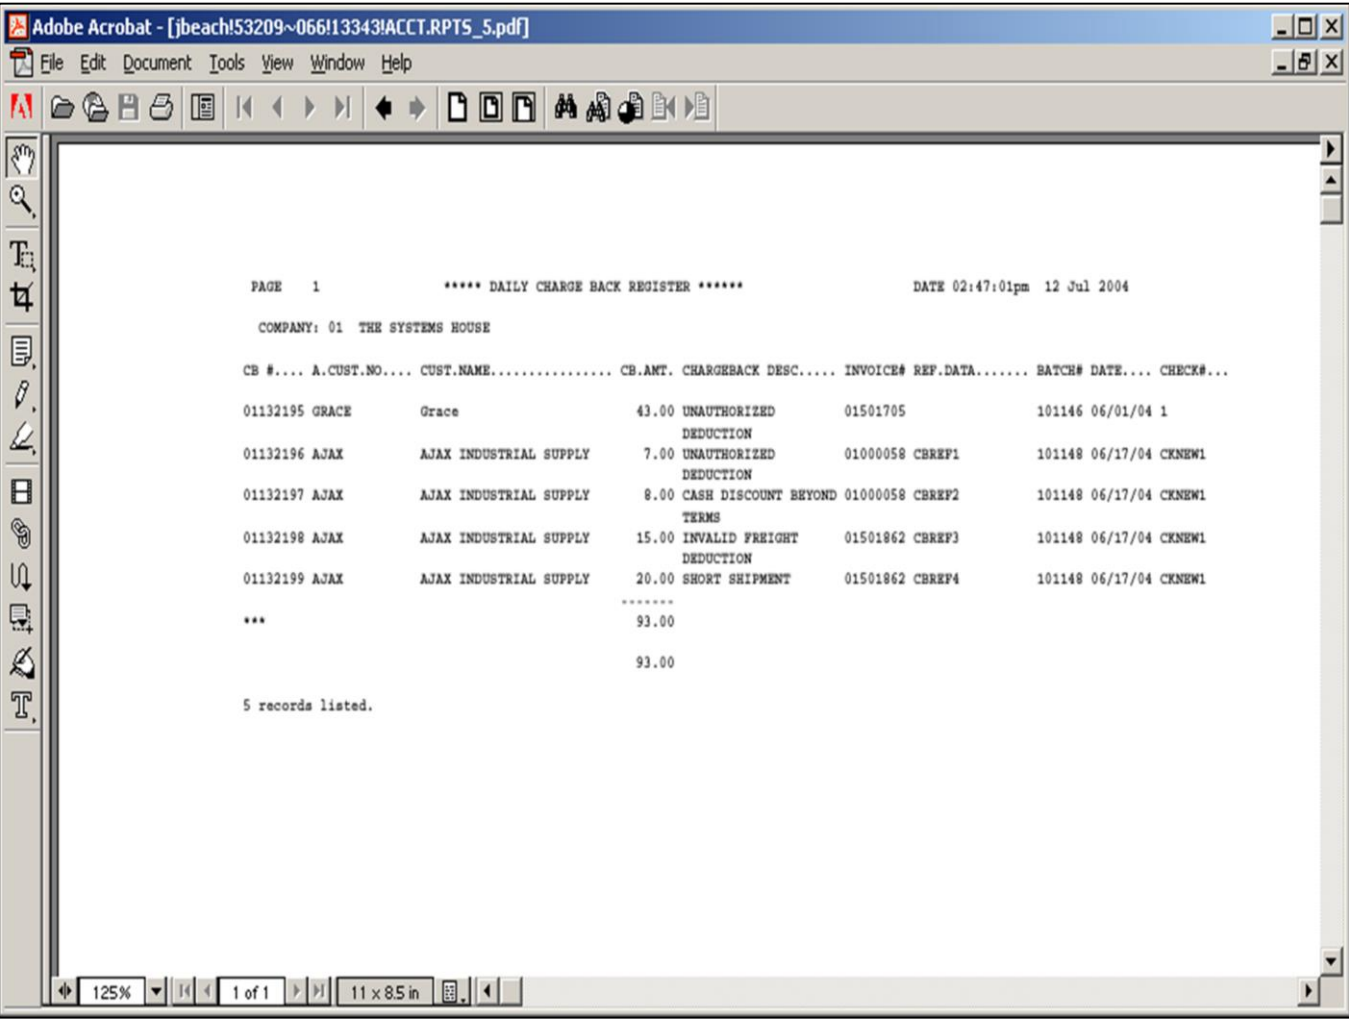 Adobe Acrobat - [jbeach!53209~066!13343!ACCT.RPTS_5.pdf]
File Edit Document Tools View Window Help
PAGE 1 ***** DAILY CHARGE BACK REGISTER ****** DATE 02:47:01pm 12 Jul 2004
COMPANY: 01 THE SYSTEMS HOUSE
CB #.... A.CUST.NO.... CUST.NAME................ CB.AMT. CHARGEBACK DESC..... INVOICE# REF.DATA....... BATCH# DATE.... CHECK#...
01132195 GRACE Grace 43.00 UNAUTHORIZED 01501705 101146 06/01/04 1
DEDUCTION
01132196 AJAX AJAX INDUSTRIAL SUPPLY 7.00 UNAUTHORIZED 01000058 CBREF1 101148 06/17/04 CKNEW1
DEDUCTION
01132197 AJAX AJAX INDUSTRIAL SUPPLY 8.00 CASH DISCOUNT BEYOND 01000058 CBREF2 101148 06/17/04 CKNEW1
TERMS
01132198 AJAX AJAX INDUSTRIAL SUPPLY 15.00 INVALID FREIGHT 01501862 CBREF3 101148 06/17/04 CKNEW1
DEDUCTION
01132199 AJAX AJAX INDUSTRIAL SUPPLY 20.00 SHORT SHIPMENT 01501862 CBREF4 101148 06/17/04 CKNEW1
-------
*** 93.00
93.00
5 records listed.
125% 1 of 1 11 x 8.5 in